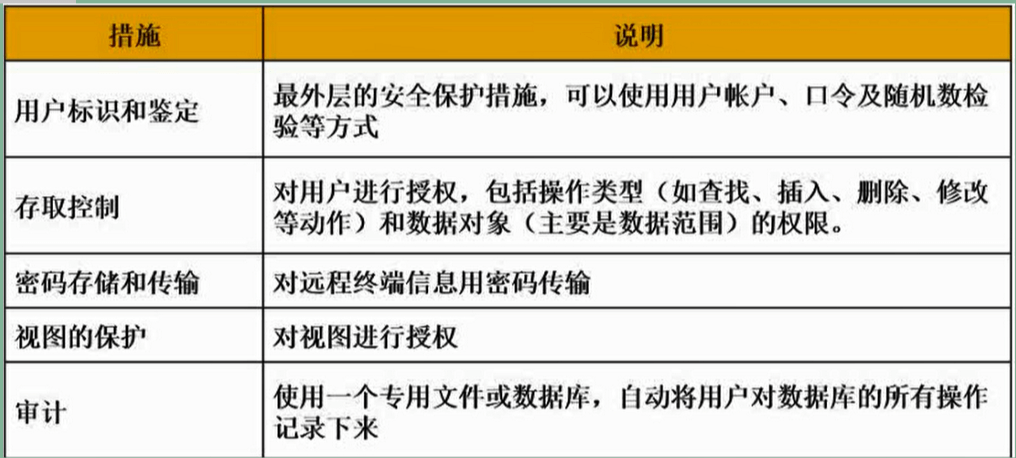 措施
说明
用户标识和鉴定
最外层的安全保护措施，可以使用用户帐户、口令及随机数检
验等方式
存取控制
对用户进行授权，包括操作类型（如查找、插入、删除、修改
等动作）和数据对象（主要是数据范围）的权限。
密码存储和传输
对远程终端信息用密码传输
视图的保护
对视图进行授权
审计
使用一个专用文件或数据库，自动将用户对数据库的所有操作
记录下来